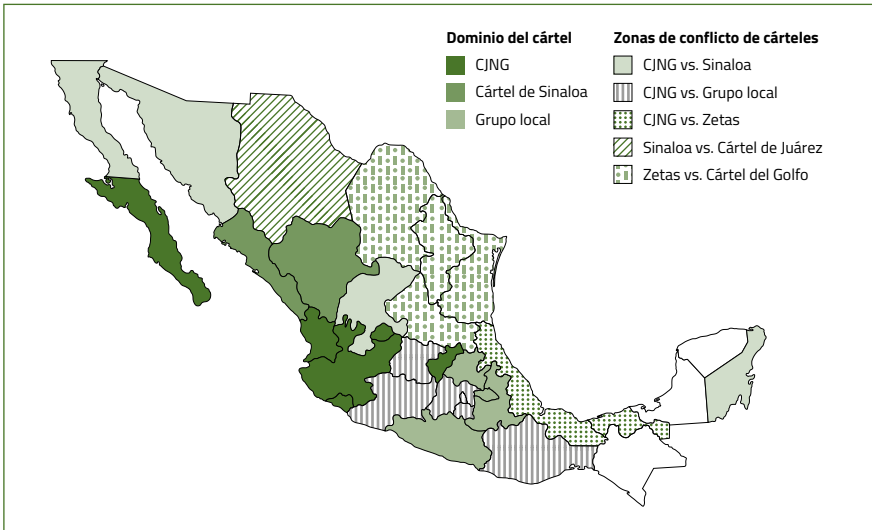 Dominio del cártel
CJNG
Cártel de Sinaloa
Grupo local
Zonas de conflicto de cárteles
CJNG vs. Sinaloa
CJNG vs. Grupo local
CJNG vs. Zetas
Sinaloa vs. Cártel de Juárez
Zetas vs. Cártel del Golfo